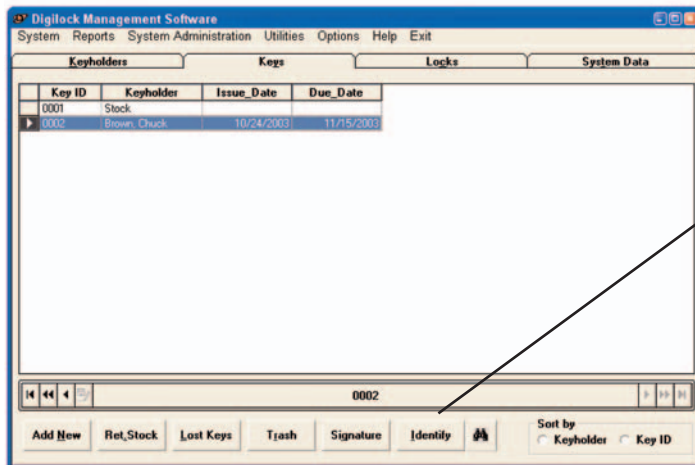 Digilock Management Software
System Reports System Administration Utilities Options Help Exit
Keyholders Keys Locks System Data
Key ID Keyholder Issue_Date Due_Date
0001 Stock
0002 Brown, Chuck 10/24/2003 11/15/2003
0002
Add New Ret.Stock Lost Keys Trash Signature Identify
Sort by
Keyholder Key ID